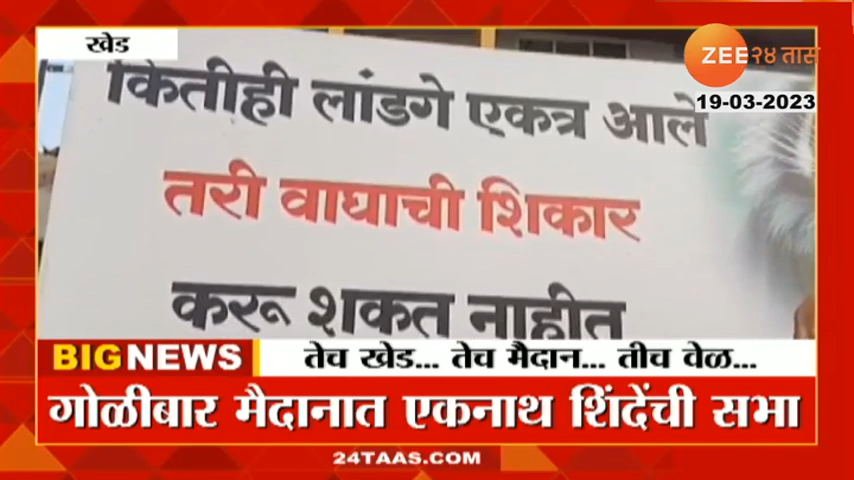 खेड
ZEE २४ तास
19-03-2023
कितीही लांडगे एकत्र आले
तरी वाघाची शिकार
करू शकत नाहीत
BIG NEWS
तेच खेड... तेच मैदान... तीच वेळ...
गोळीबार मैदानात एकनाथ शिंदेंची सभा
24TAAS.COM